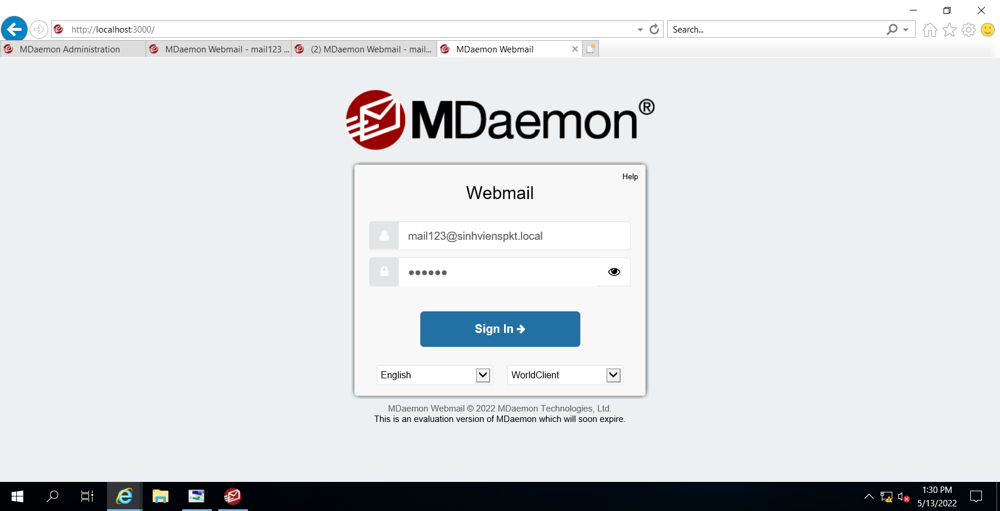 http://localhost:3000/
Search...
MDaemon Administration
MDaemon Webmail - mail123 ...
(2) MDaemon Webmail - mail...
MDaemon Webmail
MDaemon®
Help
Webmail
mail123@sinhvienspkt.local
Sign In
English
WorldClient
MDaemon Webmail © 2022 MDaemon Technologies, Ltd.
This is an evaluation version of MDaemon which will soon expire.
1:30 PM
5/13/2022